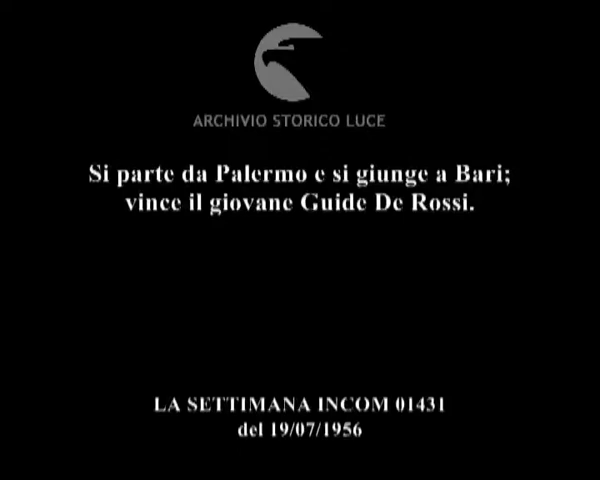 ARCHIVIO STORICO LUCE
Si parte da Palermo e si giunge a Bari;
vince il giovane Guide De Rossi.
LA SETTIMANA INCOM 01431
del 19/07/1956